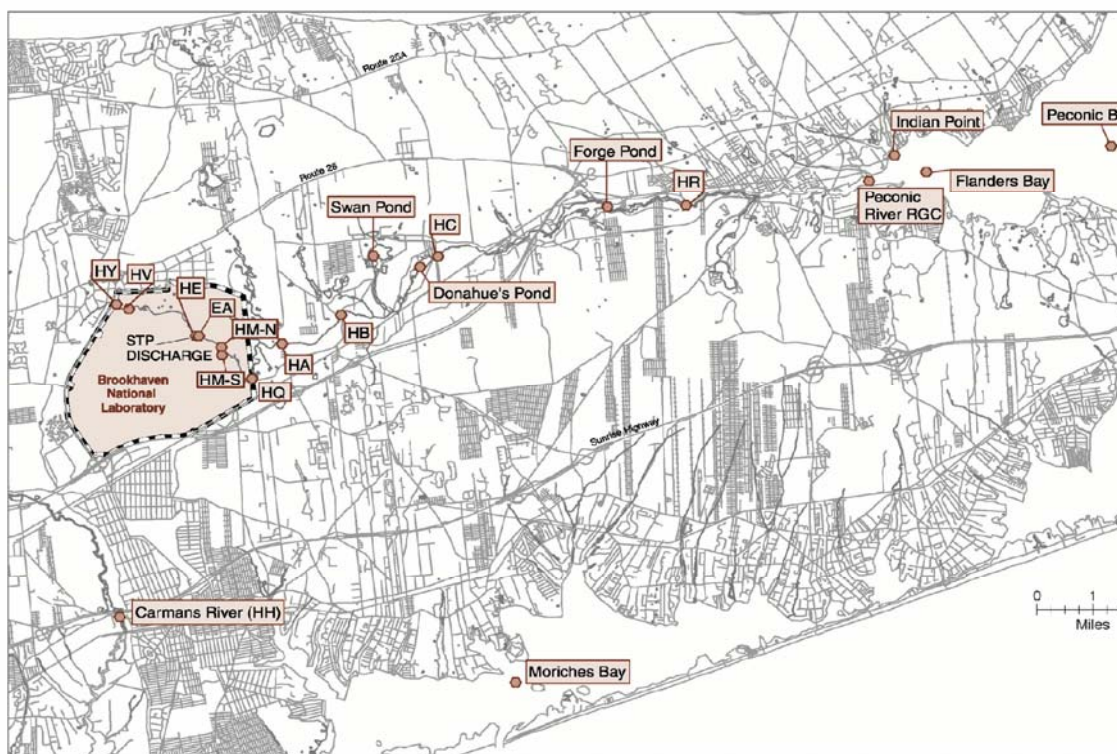 Route 25A
Indian Point
Peconic B
Forge Pond
HR
Route 25
Flanders Bay
Swan Pond
HC
Peconic
River RGC
HY
HV
HE
Donahue's Pond
EA
HM-N
HB
STP
DISCHARGE
HA
HM-S
HQ
Brookhaven
National
Laboratory
Sunrise Highway
Carmans River (HH)
0
1
Miles
Moriches Bay